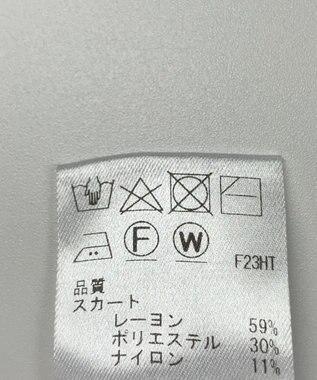 F W F23HT
品質
スカート
レーヨン 59%
ポリエステル 30%
ナイロン 11%